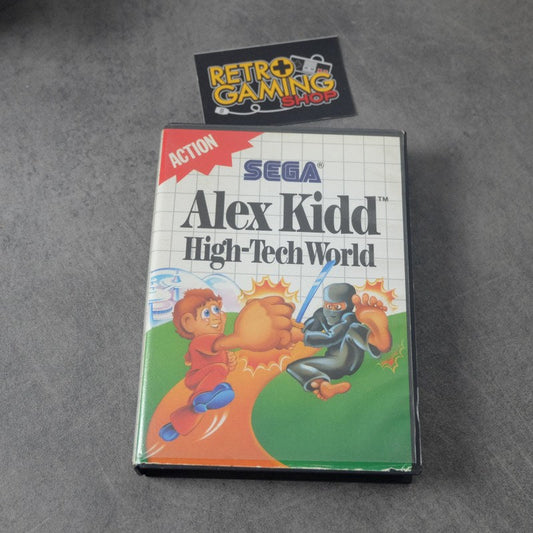 RETRO
GAMING
SHOP
ACTION
SEGA®
Alex Kidd™
High-Tech World